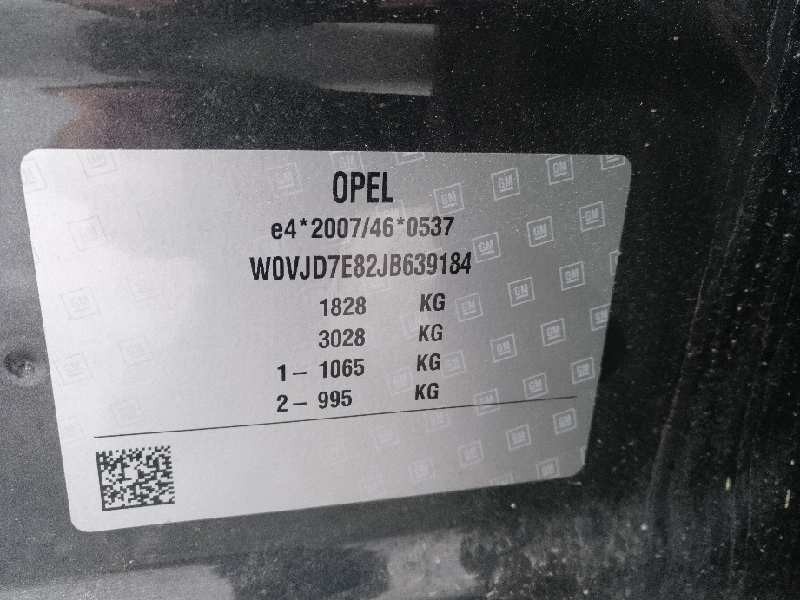 OPEL
e4*2007/46*0537
W0VJD7E82JB639184
1828 KG
3028 KG
1- 1065 KG
2- 995 KG